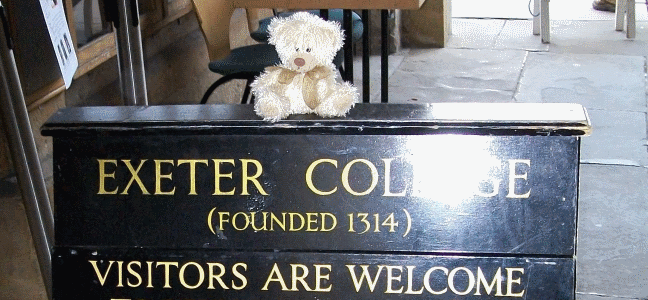 EXETER COLLEGE
(FOUNDED 1314)
VISITORS ARE WELCOME